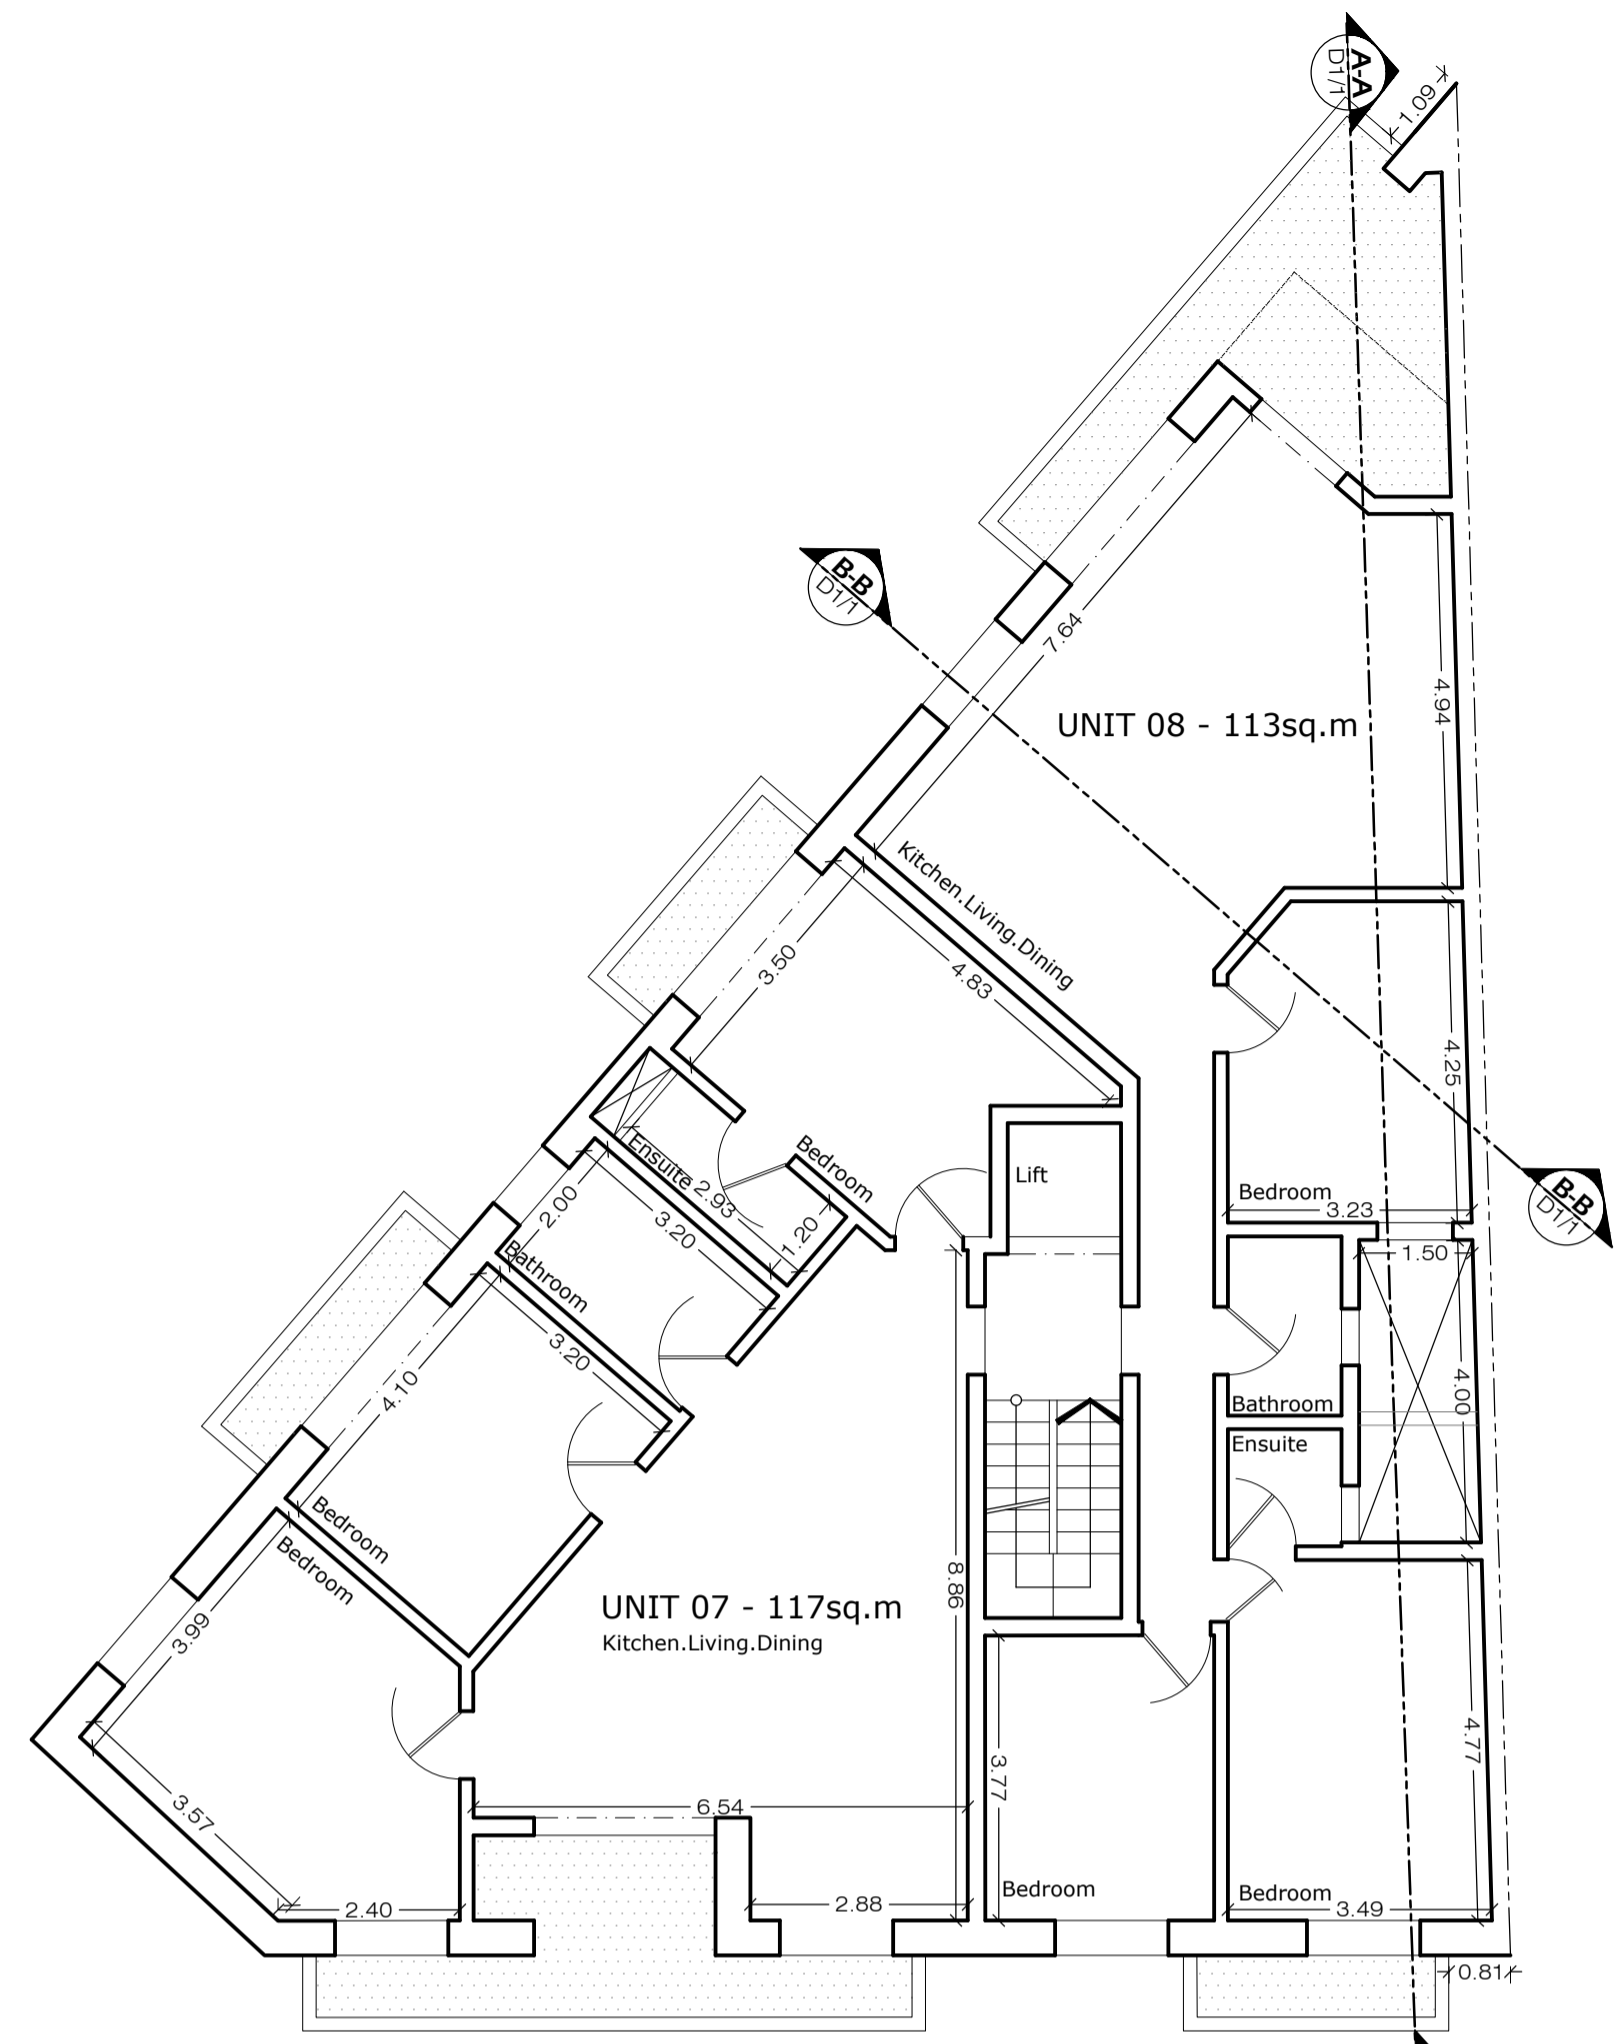 A-A
D1/1
1.09
B-B
D1/1
7.64
4.94
UNIT 08 - 113sq.m
Kitchen.Living.Dining
3.50
4.83
4.25
Bedroom
Ensuite
2.93
Lift
Bedroom
3.23
B-B
D1/1
2.00
3.20
1.20
1.50
Bathroom
3.20
4.10
4.00
Bathroom
Ensuite
Bedroom
Bedroom
8.86
UNIT 07 - 117sq.m
Kitchen.Living.Dining
3.99
3.77
4.77
3.57
6.54
2.40
2.88
Bedroom
Bedroom
3.49
0.81